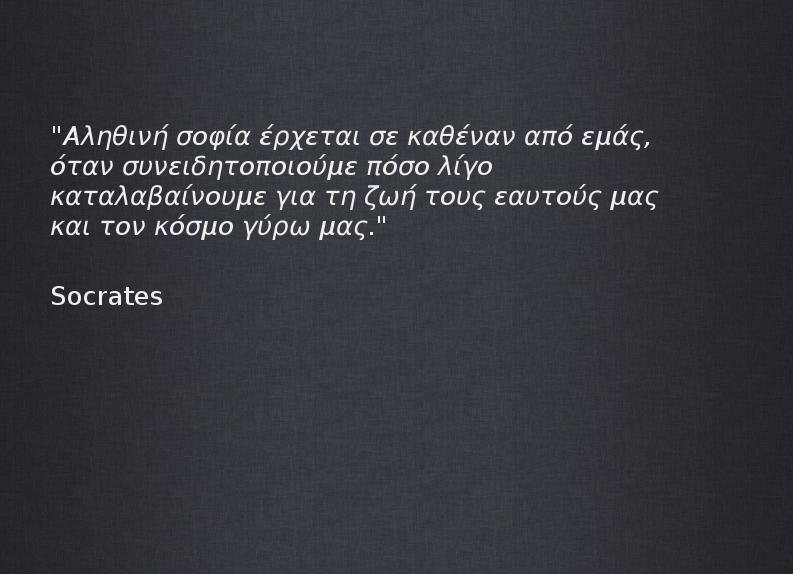 "Αληθινή σοφία έρχεται σε καθέναν από εμάς,
όταν συνειδητοποιούμε πόσο λίγο
καταλαβαίνουμε για τη ζωή τους εαυτούς μας
και τον κόσμο γύρω μας."
Socrates